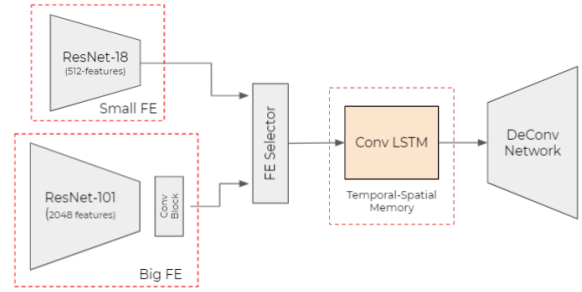 ResNet-18
(512-features)
Small FE
ResNet-101
(2048 features)
Conv
Block
Big FE
FE Selector
Conv LSTM
Temporal-Spatial
Memory
DeConv
Network